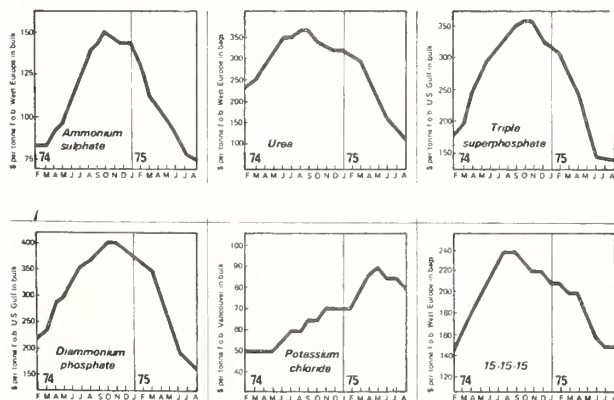 $ per tonne f o b West Europe in bulk
150
100
75
74
75
Ammonium
sulphate
F M A M J J A S O N D J F M A M J J A
$ per tonne f o b West Europe in bags
400
350
300
250
200
150
100
74
75
Urea
F M A M J J A S O N D J F M A M J J A
$ per tonne f o b U.S. Gulf in bulk
350
300
250
200
150
74
75
Triple
superphosphate
F M A M J J A S O N D J F M A M J J A
$ per tonne f o b U.S. Gulf in bulk
400
350
300
250
200
150
74
75
Diammonium
phosphate
F M A M J J A S O N D J F M A M J J A
$ per tonne f o b Vancouver in bulk
100
90
80
70
60
50
40
74
75
Potassium
chloride
F M A M J J A S O N D J F M A M J J A
$ per tonne f o b West Europe in bags
240
220
200
180
160
140
120
74
75
15-15-15
F M A M J J A S O N D J F M A M J J A